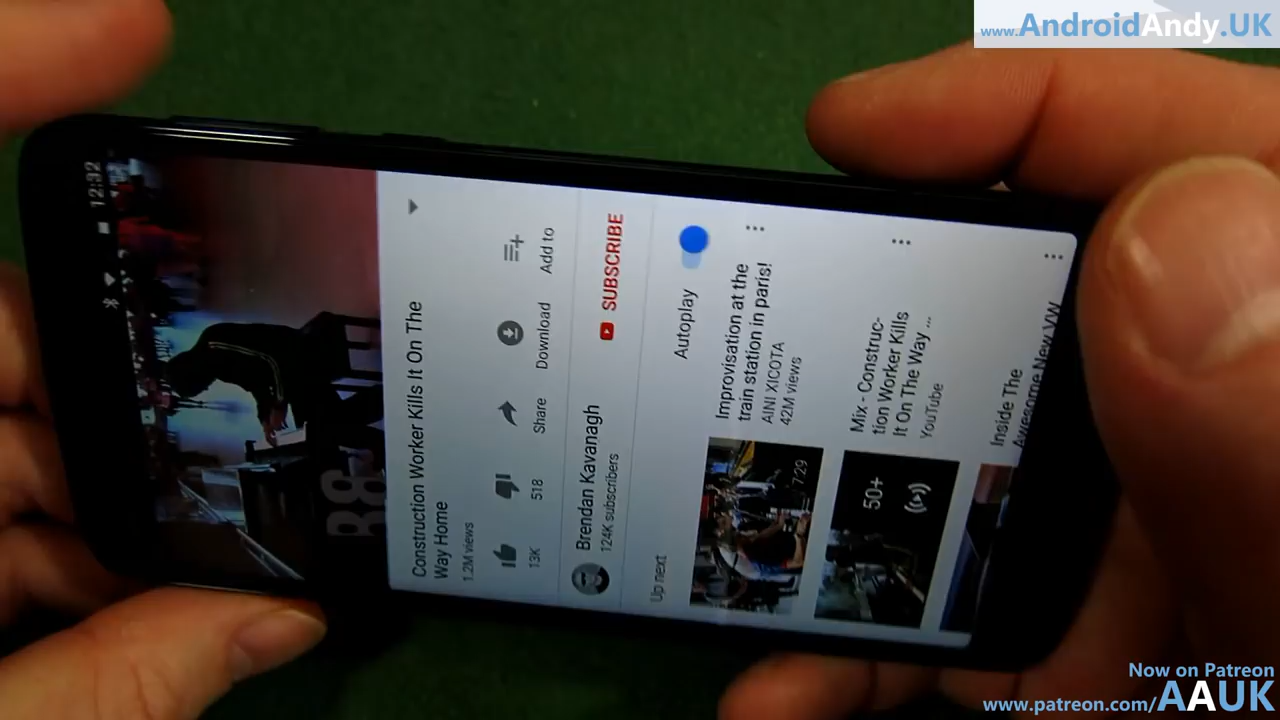 www.AndroidAndy.UK
12:32
Construction Worker Kills It On The
Way Home
1.2M views
13K
518
Share
Download
Add to
Brendan Kavanagh
124K subscribers
SUBSCRIBE
Up next
Autoplay
7:29
Improvisation at the
train station in paris!
AINI XICOTA
42M views
50+
Mix - Construc-
tion Worker Kills
It On The Way ...
YouTube
Inside The
Awesome New VW
Now on Patreon
www.patreon.com/AAUK